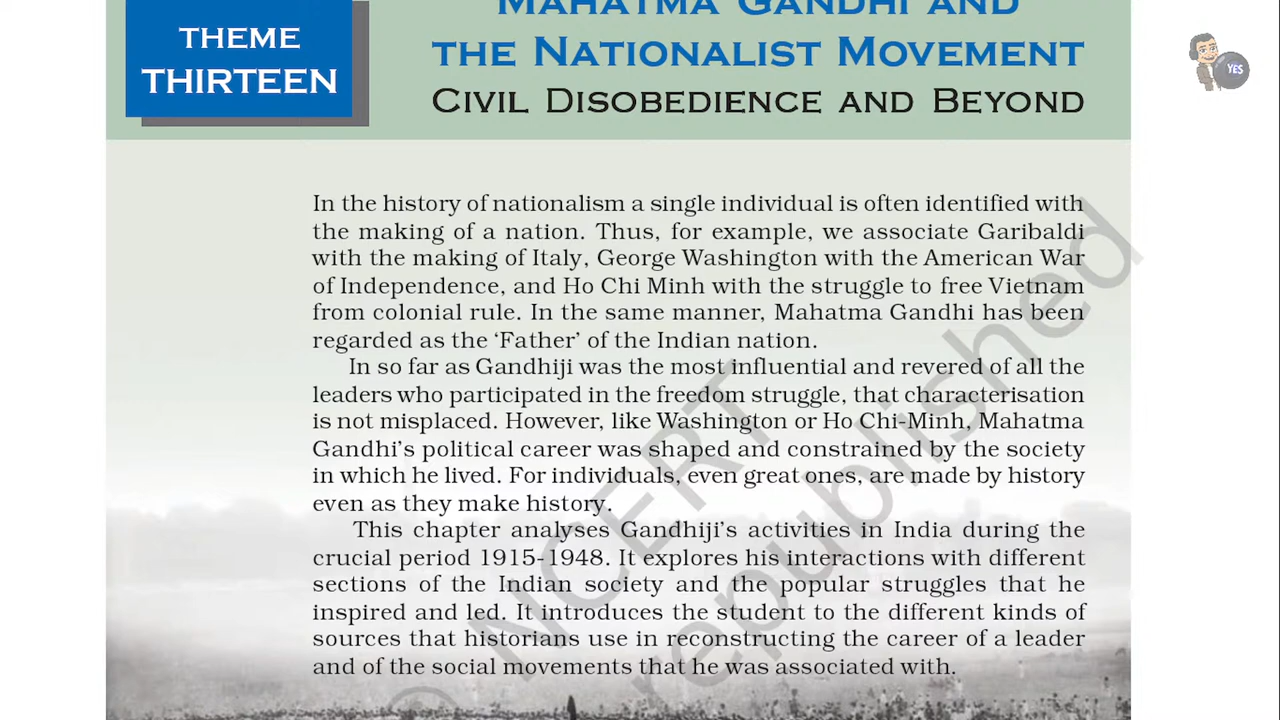 THEME
THIRTEEN
MAHATMA GANDHI AND
THE NATIONALIST MOVEMENT
CIVIL DISOBEDIENCE AND BEYOND
YES
In the history of nationalism a single individual is often identified with
the making of a nation. Thus, for example, we associate Garibaldi
with the making of Italy, George Washington with the American War
of Independence, and Ho Chi Minh with the struggle to free Vietnam
from colonial rule. In the same manner, Mahatma Gandhi has been
regarded as the ‘Father’ of the Indian nation.
In so far as Gandhiji was the most influential and revered of all the
leaders who participated in the freedom struggle, that characterisation
is not misplaced. However, like Washington or Ho Chi-Minh, Mahatma
Gandhi’s political career was shaped and constrained by the society
in which he lived. For individuals, even great ones, are made by history
even as they make history.
This chapter analyses Gandhiji’s activities in India during the
crucial period 1915-1948. It explores his interactions with different
sections of the Indian society and the popular struggles that he
inspired and led. It introduces the student to the different kinds of
sources that historians use in reconstructing the career of a leader
and of the social movements that he was associated with.
© NCERT
republished